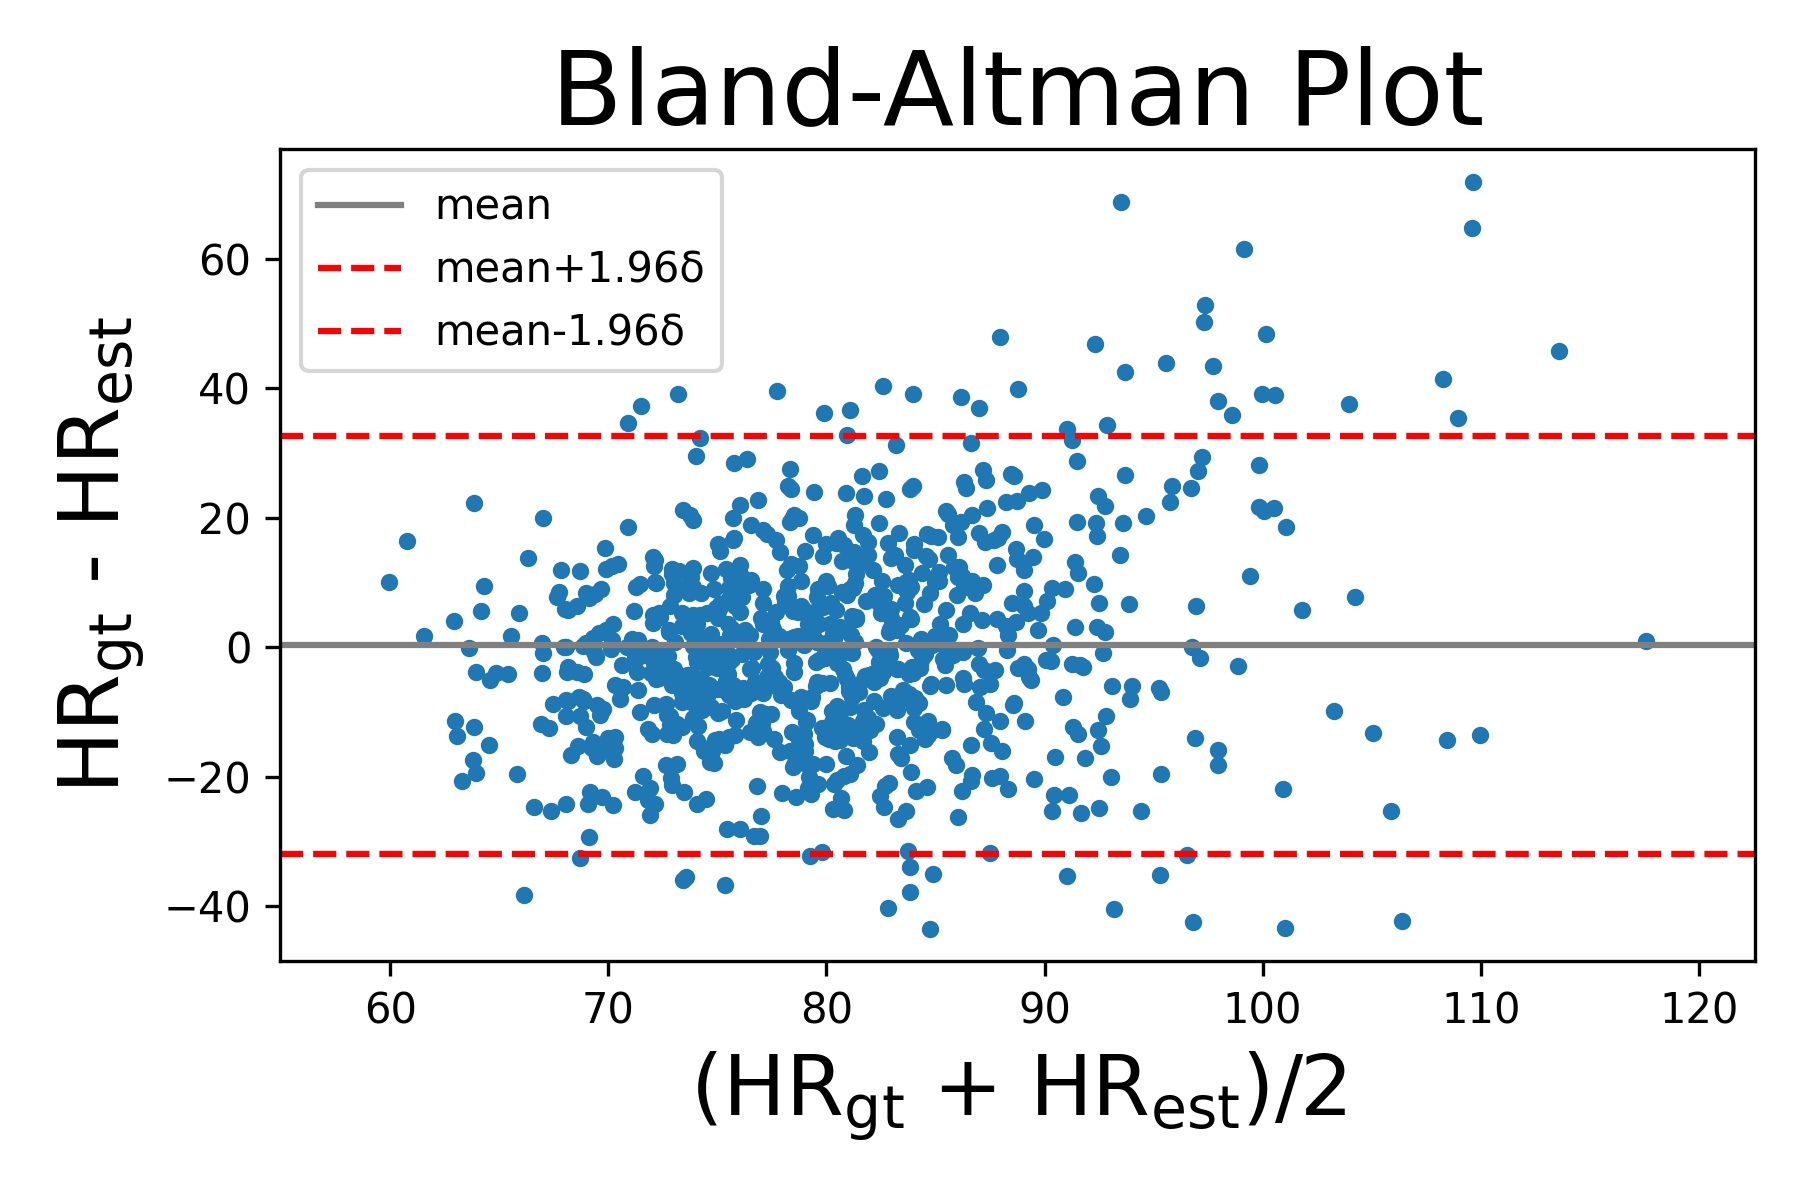 Bland-Altman Plot
mean
mean+1.96δ
mean-1.96δ
HRgt - HRest
60
40
20
0
−20
−40
60 70 80 90 100 110 120
(HRgt + HRest)/2